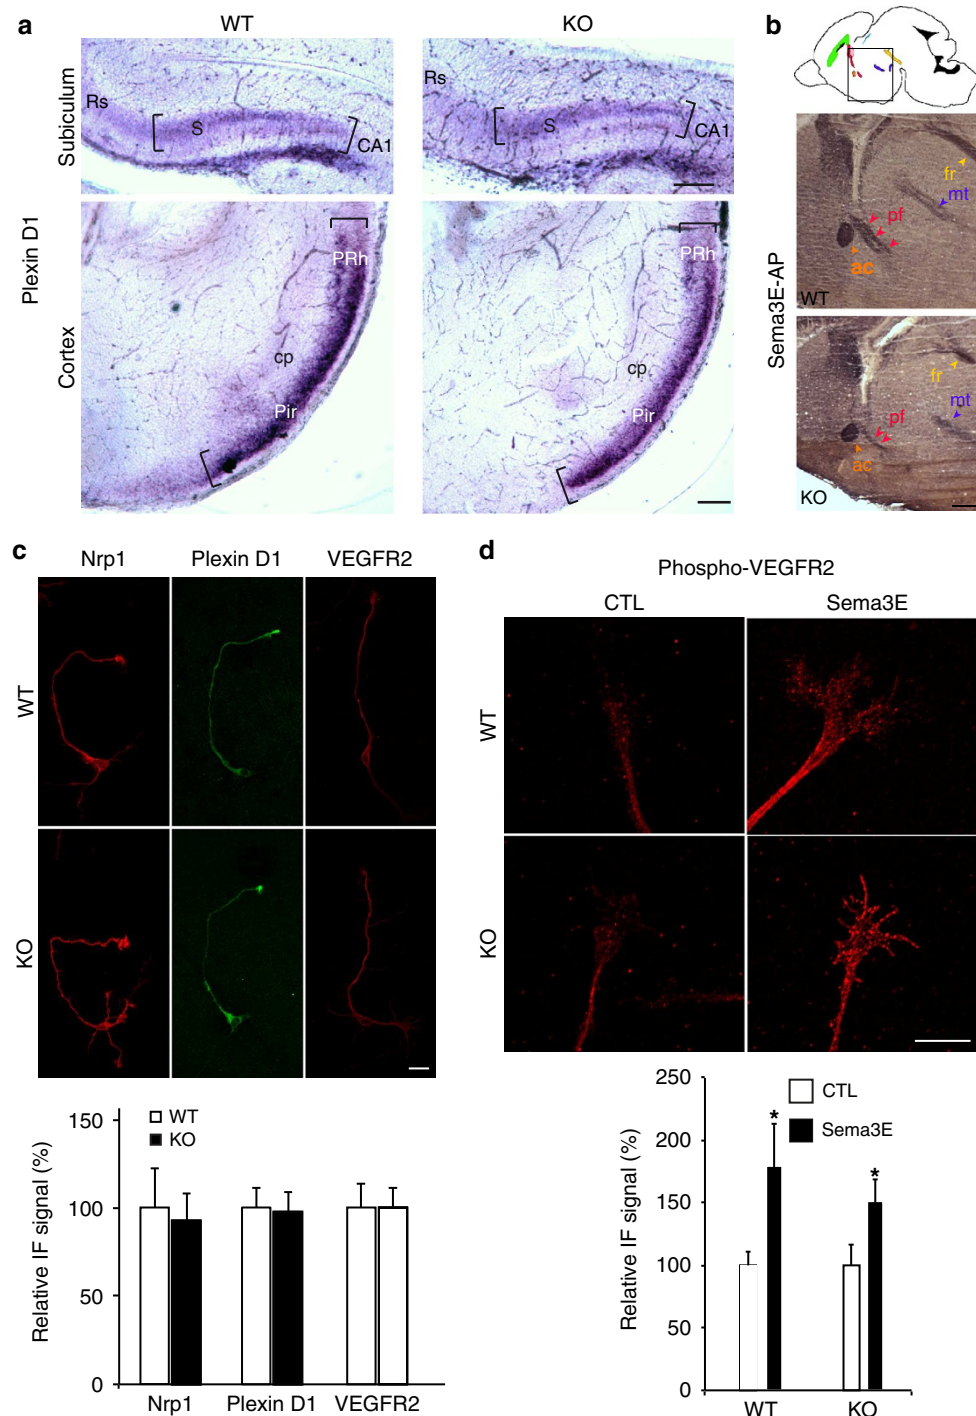 a
WT
KO
Plexin D1
Subiculum
Rs
S
CA1
Rs
S
CA1
Cortex
PRh
cp
Pir
PRh
cp
Pir
b
Sema3E-AP
fr
mt
pf
ac
WT
fr
mt
pf
ac
KO
c
Nrp1 Plexin D1 VEGFR2
WT
KO
Relative IF signal (%)
150
100
50
0
WT
KO
Nrp1 Plexin D1 VEGFR2
d
Phospho-VEGFR2
CTL Sema3E
WT
KO
Relative IF signal (%)
250
200
150
100
50
0
CTL
Sema3E
*
*
WT KO